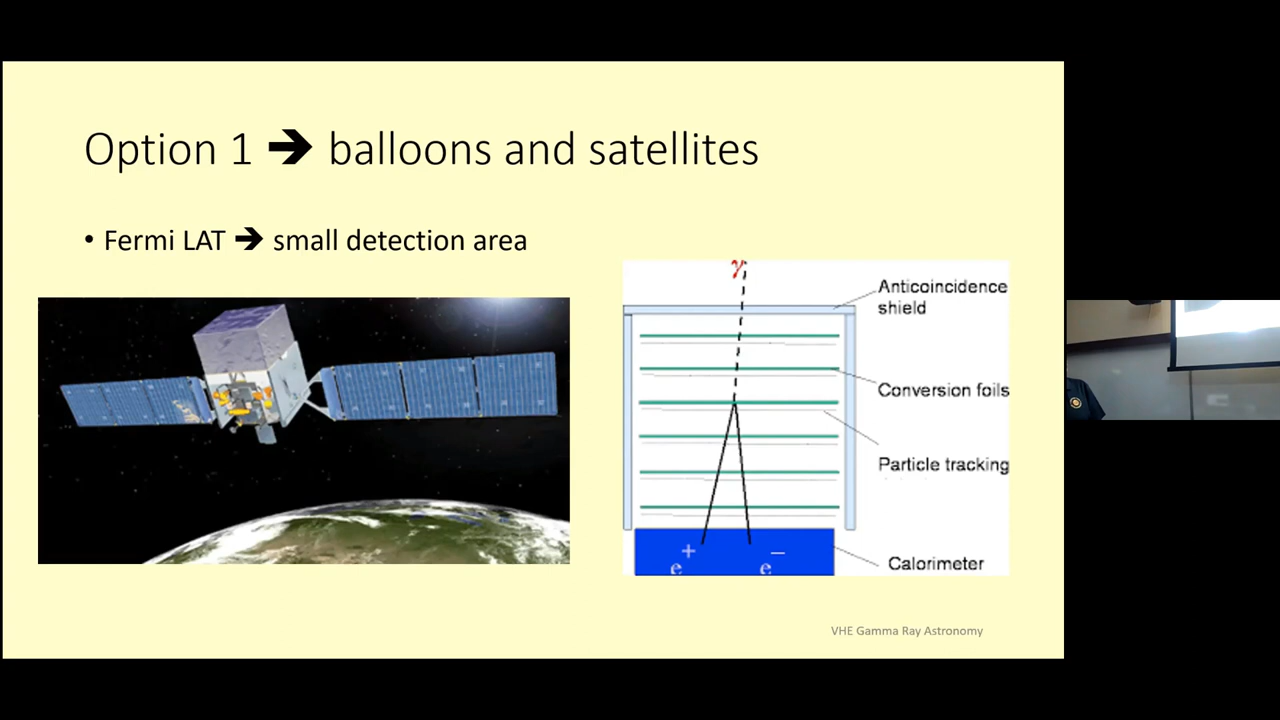 Option 1 ➔ balloons and satellites
• Fermi LAT ➔ small detection area
γ
Anticoincidence
shield
Conversion foils
Particle tracking
e+ e−
Calorimeter
VHE Gamma Ray Astronomy